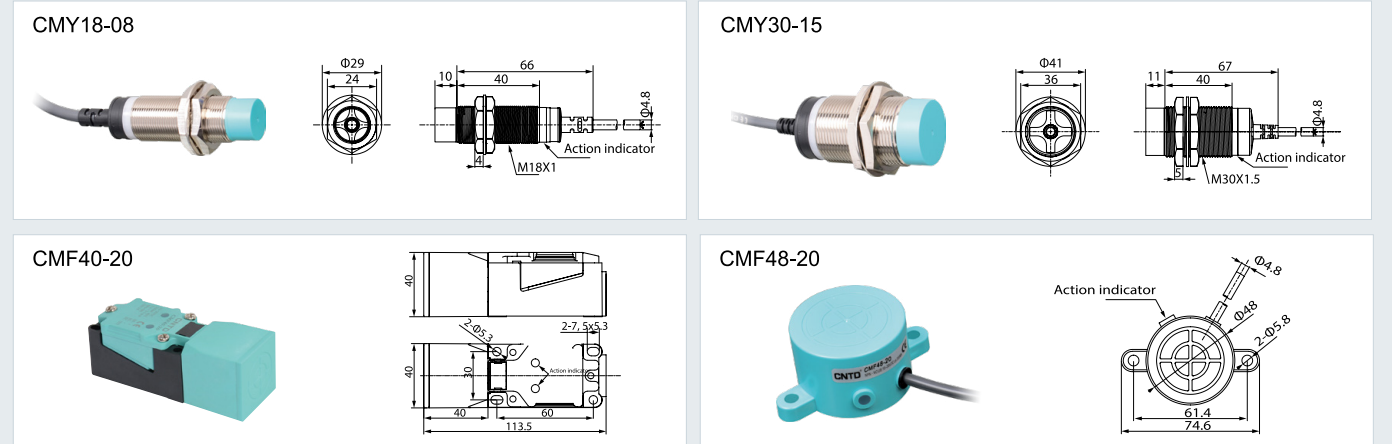 CMY18-08
Φ29
24
10
66
40
Φ4.8
4
Action indicator
M18X1
CMY30-15
Φ41
36
11
67
40
Φ4.8
5
Action indicator
M30X1.5
CMF40-20
40
2-Φ5.3
2-7, 5x5.3
40
30
Action indicator
40
60
113.5
CMF48-20
CNTD CMF48-20
Action indicator
Φ4.8
Φ48
2-Φ5.8
61.4
74.6